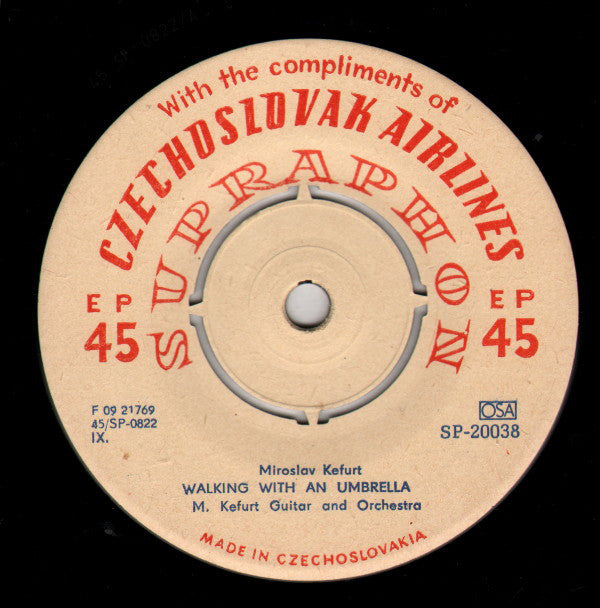 With the compliments of
CZECHOSLOVAK AIRLINES
SUPRAPHON
EP
45
EP
45
F 09 21769
45/SP-0822
IX.
OSA
SP-20038
Miroslav Kefurt
WALKING WITH AN UMBRELLA
M. Kefurt Guitar and Orchestra
MADE IN CZECHOSLOVAKIA